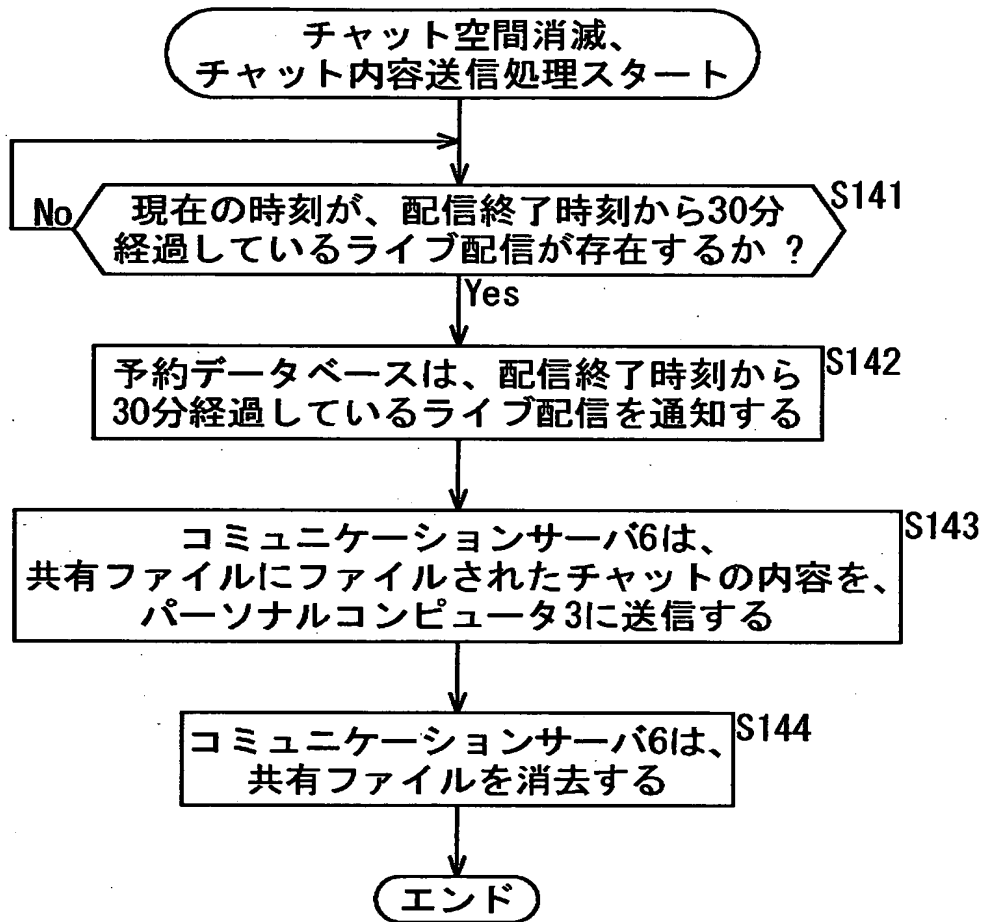 チャット空間消滅、
チャット内容送信処理スタート
S141
No
現在の時刻が、配信終了時刻から30分
経過しているライブ配信が存在するか ?
Yes
S142
予約データベースは、配信終了時刻から
30分経過しているライブ配信を通知する
S143
コミュニケーションサーバ6は、
共有ファイルにファイルされたチャットの内容を、
パーソナルコンピュータ3に送信する
S144
コミュニケーションサーバ6は、
共有ファイルを消去する
エンド